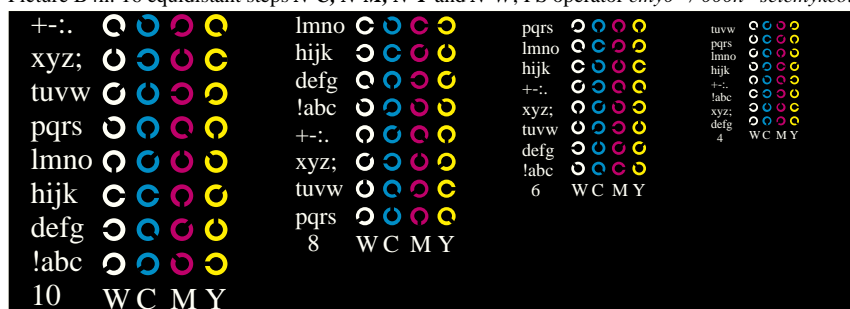 +-:.
xyz;
tuvw
pqrs
lmno
hijk
defg
!abc
10 W C M Y
lmno
hijk
defg
!abc
+-:.
xyz;
tuvw
pqrs
8 W C M Y
pqrs
lmno
hijk
+-:.
xyz;
tuvw
defg
!abc
6 W C M Y
tuvw
pqrs
lmno
hijk
+-:.
!abc
xyz;
defg
4 W C M Y